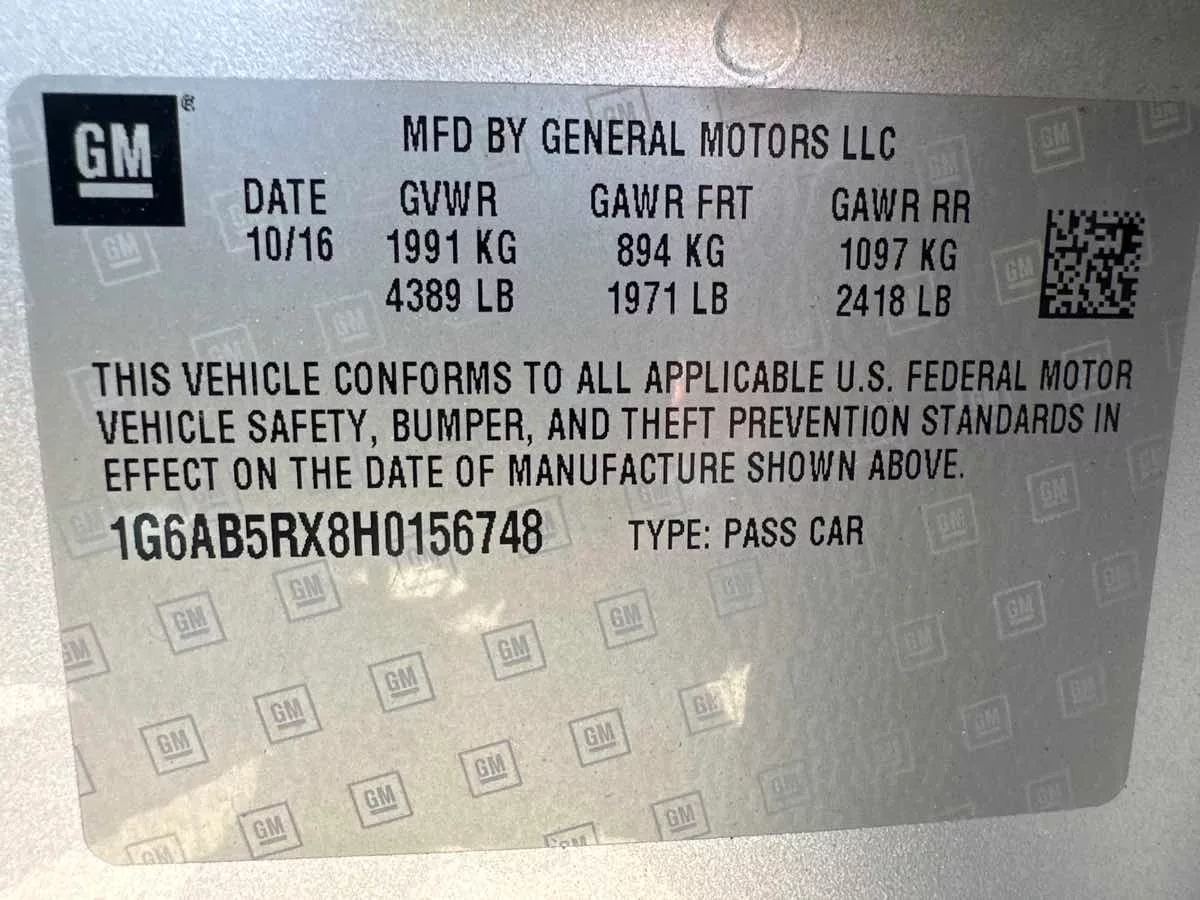 GM ®
MFD BY GENERAL MOTORS LLC
DATE GVWR GAWR FRT GAWR RR
10/16 1991 KG 894 KG 1097 KG
4389 LB 1971 LB 2418 LB
THIS VEHICLE CONFORMS TO ALL APPLICABLE U.S. FEDERAL MOTOR
VEHICLE SAFETY, BUMPER, AND THEFT PREVENTION STANDARDS IN
EFFECT ON THE DATE OF MANUFACTURE SHOWN ABOVE.
1G6AB5RX8H0156748 TYPE: PASS CAR